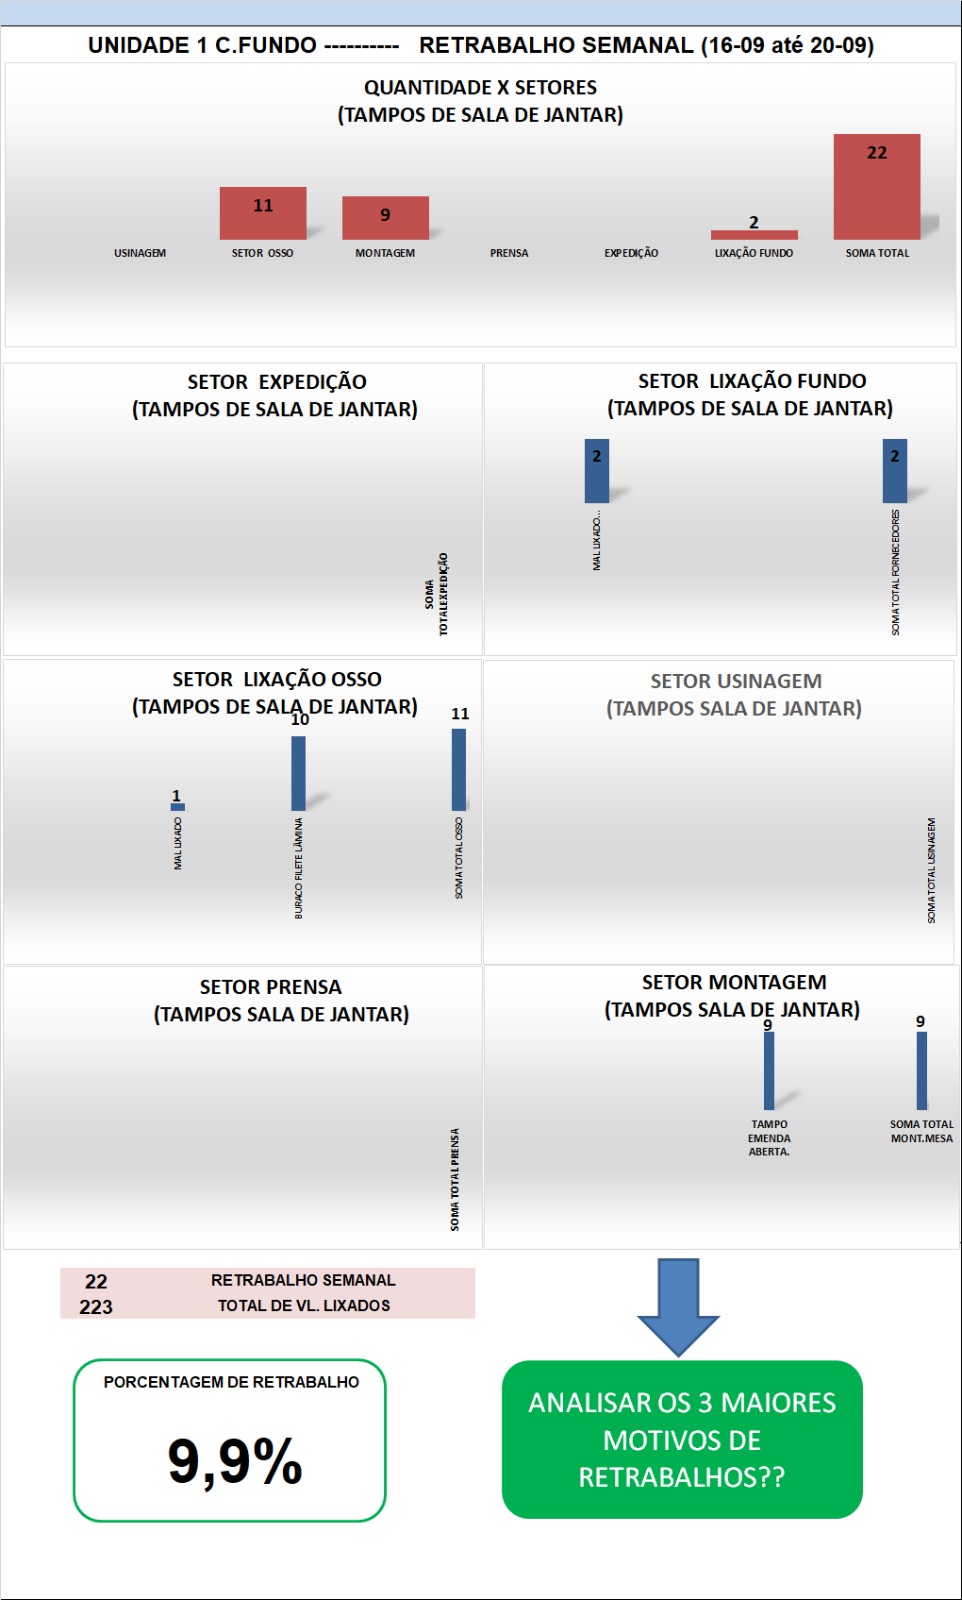 UNIDADE 1 C.FUNDO ---------- RETRABALHO SEMANAL (16-09 até 20-09)
QUANTIDADE X SETORES
(TAMPOS DE SALA DE JANTAR)
22
11
9
2
USINAGEM
SETOR OSSO
MONTAGEM
PRENSA
EXPEDIÇÃO
LIXAÇÃO FUNDO
SOMA TOTAL
SETOR EXPEDIÇÃO
(TAMPOS DE SALA DE JANTAR)
SOMA
TOTALEXPEDIÇÃO
SETOR LIXAÇÃO FUNDO
(TAMPOS DE SALA DE JANTAR)
2
2
MAL LIXADO...
SOMA TOTAL FORNECEDORES
SETOR LIXAÇÃO OSSO
(TAMPOS DE SALA DE JANTAR)
1
10
11
MAL LIXADO
BURACO FILETE LÂMINA
SOMA TOTAL OSSO
SETOR USINAGEM
(TAMPOS SALA DE JANTAR)
SOMA TOTAL USINAGEM
SETOR PRENSA
(TAMPOS SALA DE JANTAR)
SOMA TOTAL PRENSA
SETOR MONTAGEM
(TAMPOS SALA DE JANTAR)
9
9
TAMPO
EMENDA
ABERTA.
SOMA TOTAL
MONT.MESA
22 RETRABALHO SEMANAL
223 TOTAL DE VL. LIXADOS
PORCENTAGEM DE RETRABALHO
9,9%
ANALISAR OS 3 MAIORES
MOTIVOS DE
RETRABALHOS??